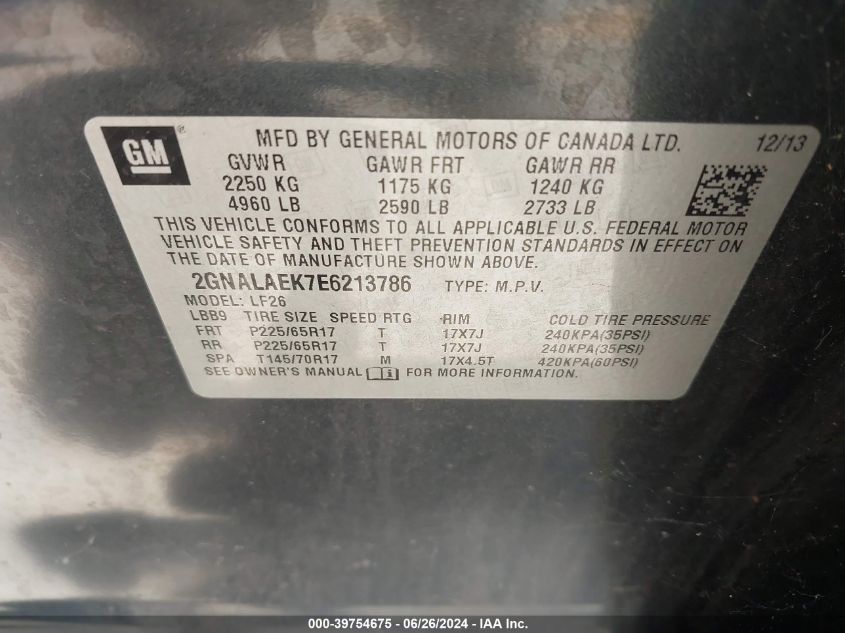 GM®
MFD BY GENERAL MOTORS OF CANADA LTD. 12/13
GVWR GAWR FRT GAWR RR
2250 KG 1175 KG 1240 KG
4960 LB 2590 LB 2733 LB
THIS VEHICLE CONFORMS TO ALL APPLICABLE U.S. FEDERAL MOTOR
VEHICLE SAFETY AND THEFT PREVENTION STANDARDS IN EFFECT ON
THE DATE OF MANUFACTURE SHOWN ABOVE.
2GNALAEK7E6213786 TYPE: M.P.V.
MODEL: LF26
LBB9 TIRE SIZE SPEED RTG RIM COLD TIRE PRESSURE
FRT P225/65R17 T 17X7J 240KPA(35PSI)
RR P225/65R17 T 17X7J 240KPA(35PSI)
SPA T145/70R17 M 17X4.5T 420KPA(60PSI)
SEE OWNER'S MANUAL FOR MORE INFORMATION.
000-39754675 - 06/26/2024 - IAA Inc.